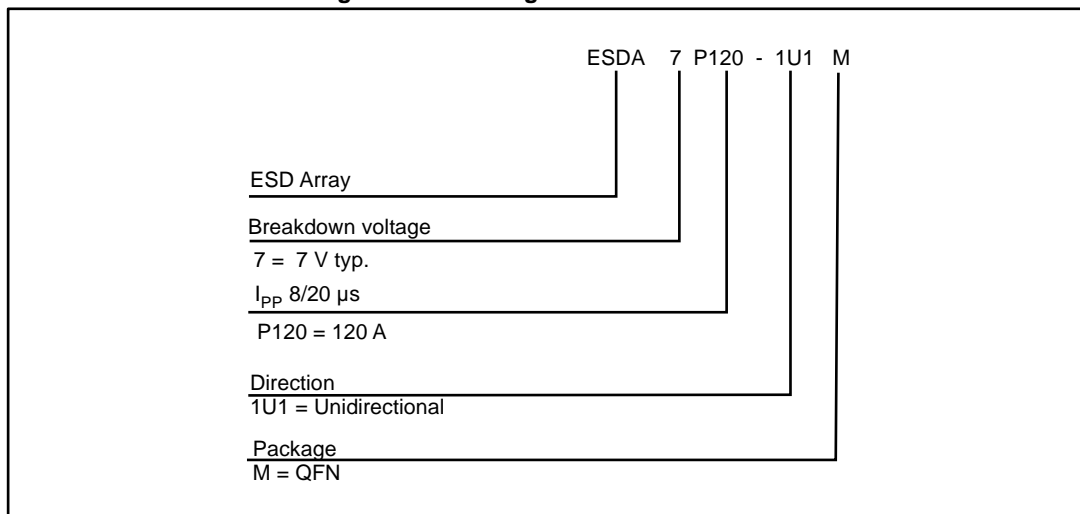 ESDA 7 P120 - 1U1 M
ESD Array
Breakdown voltage
7 = 7 V typ.
IPP 8/20 µs
P120 = 120 A
Direction
1U1 = Unidirectional
Package
M = QFN